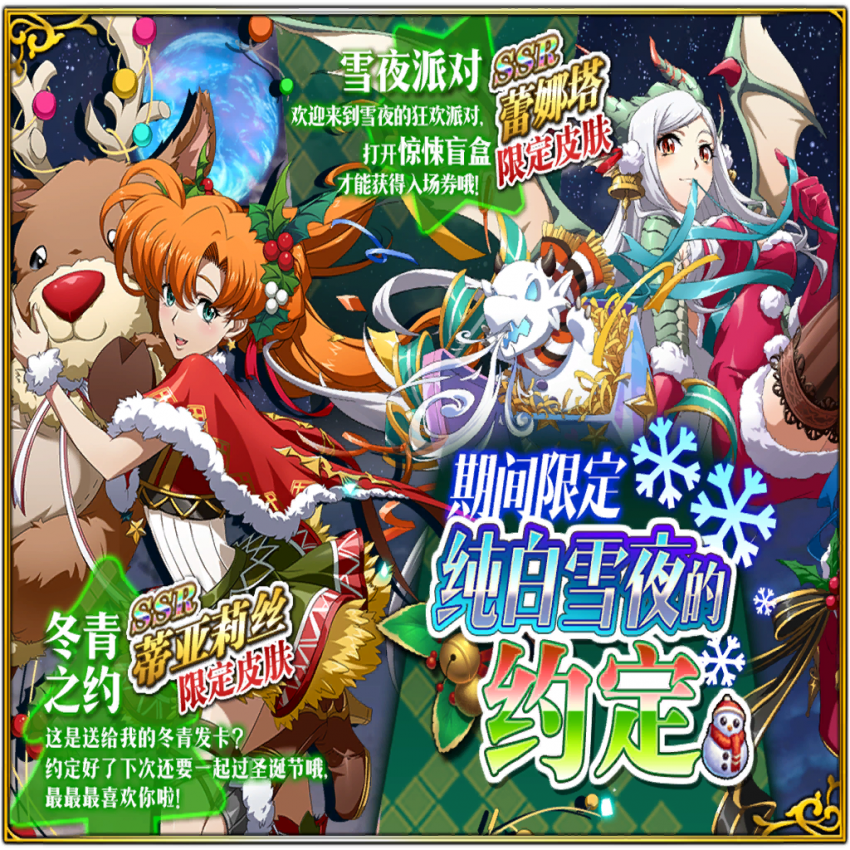 雪夜派对
SSR
蕾娜塔
限定皮肤
欢迎来到雪夜的狂欢派对，
打开惊悚盲盒
才能获得入场券哦！
期间限定
纯白雪夜的
约定
冬青
之约
SSR
蒂亚莉丝
限定皮肤
这是送给我的冬青发卡？
约定好了下次还要一起过圣诞节哦，
最最最喜欢你啦！